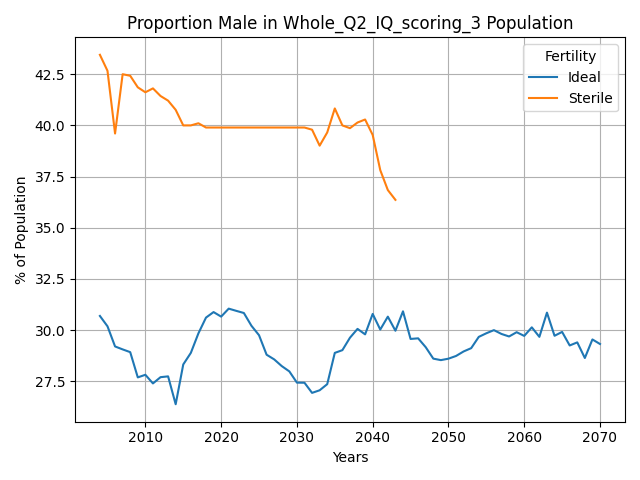 Proportion Male in Whole_Q2_IQ_scoring_3 Population
Fertility
Ideal
Sterile
% of Population
42.5
40.0
37.5
35.0
32.5
30.0
27.5
2010 2020 2030 2040 2050 2060 2070
Years